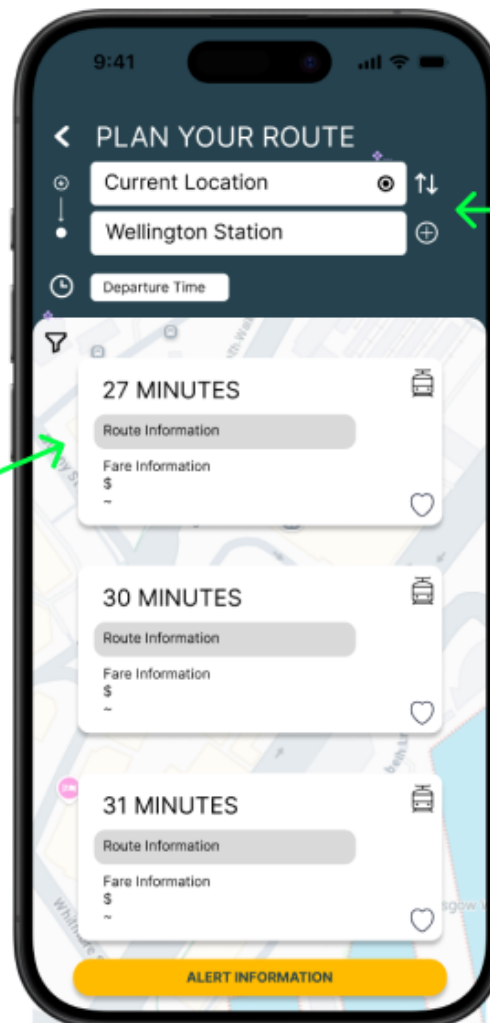 9:41
PLAN YOUR ROUTE
Current Location
Wellington Station
Departure Time
27 MINUTES
Route Information
Fare Information
$
~
30 MINUTES
Route Information
Fare Information
$
~
31 MINUTES
Route Information
Fare Information
$
~
ALERT INFORMATION